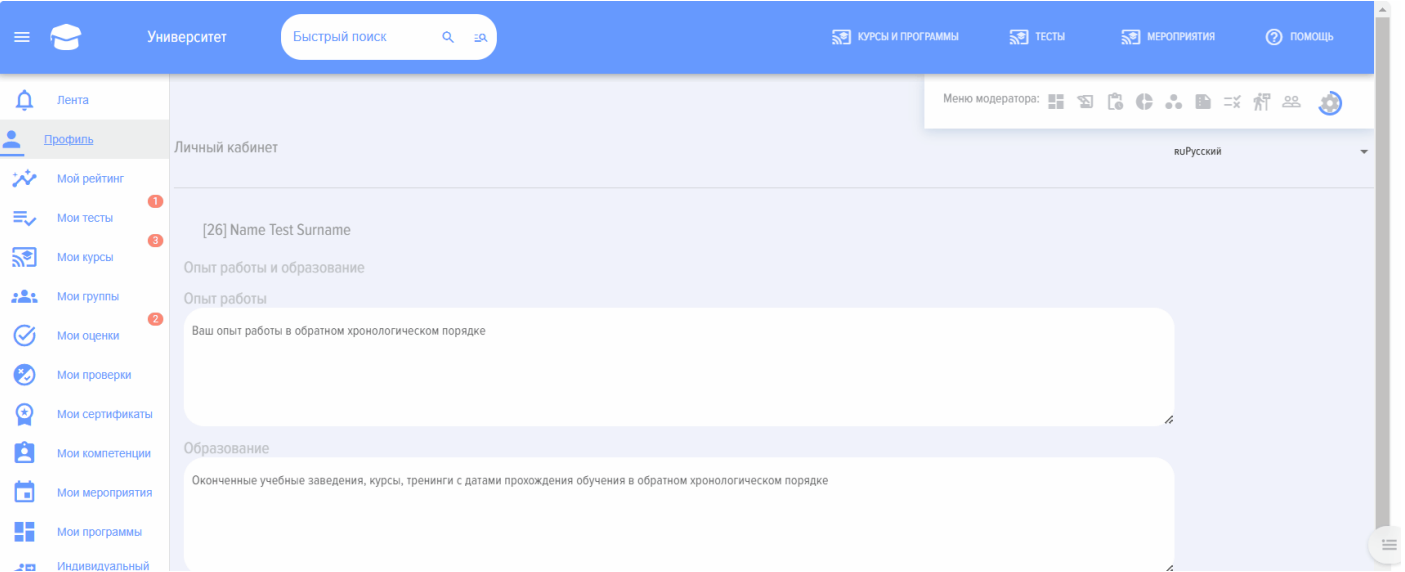 Университет
Быстрый поиск
КУРСЫ И ПРОГРАММЫ
ТЕСТЫ
МЕРОПРИЯТИЯ
ПОМОЩЬ
Меню модератора:
Лента
Профиль
Мой рейтинг
1
Мои тесты
3
Мои курсы
Мои группы
2
Мои оценки
Мои проверки
Мои сертификаты
Мои компетенции
Мои мероприятия
Мои программы
Индивидуальный
Личный кабинет
RUРусский
[26] Name Test Surname
Опыт работы и образование
Опыт работы
Ваш опыт работы в обратном хронологическом порядке
Образование
Оконченные учебные заведения, курсы, тренинги с датами прохождения обучения в обратном хронологическом порядке